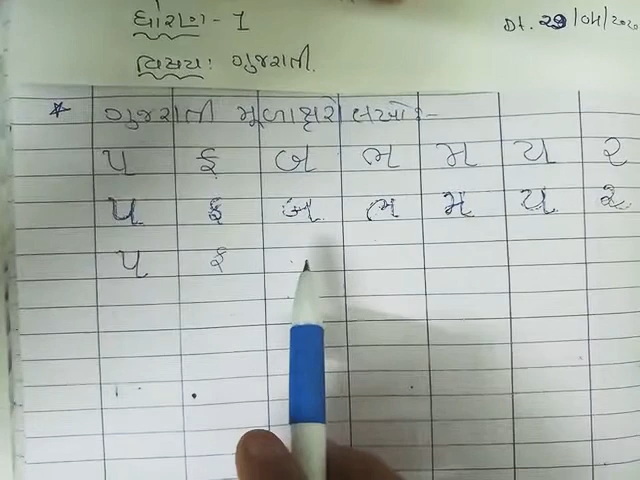 ધોરણ - 1
Dt. 29/04/2020
વિષય: ગુજરાતી.
* ગુજરાતી મૂળાક્ષરો લખો:-
પ ફ બ ભ મ ય ર
પ ફ બ ભ મ ય ર
પ ફ